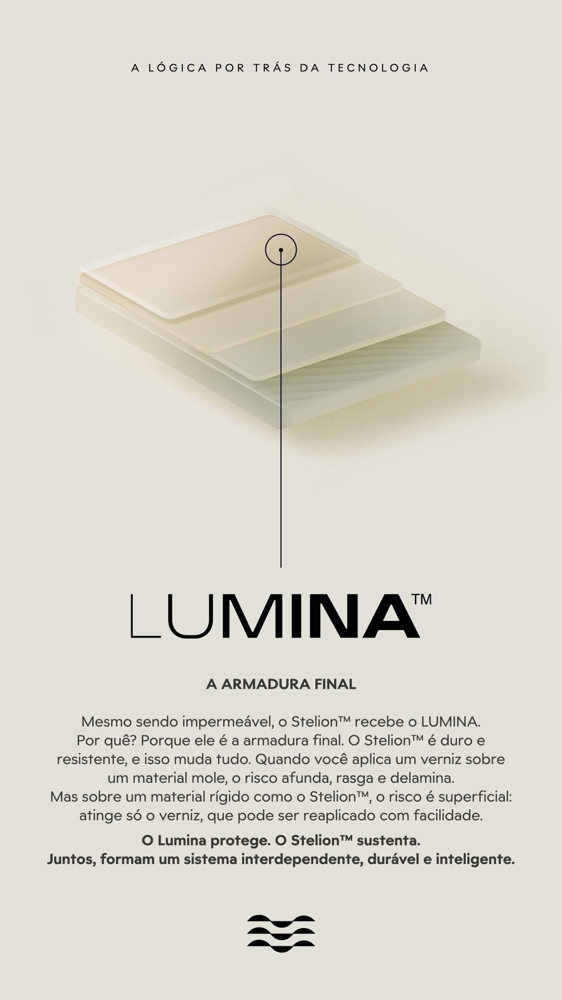 A LÓGICA POR TRÁS DA TECNOLOGIA
LUMINA™
A ARMADURA FINAL
Mesmo sendo impermeável, o Stelion™ recebe o LUMINA.
Por quê? Porque ele é a armadura final. O Stelion™ é duro e
resistente, e isso muda tudo. Quando você aplica um verniz sobre
um material mole, o risco afunda, rasga e delamina.
Mas sobre um material rígido como o Stelion™, o risco é superficial:
atinge só o verniz, que pode ser reaplicado com facilidade.
O Lumina protege. O Stelion™ sustenta.
Juntos, formam um sistema interdependente, durável e inteligente.